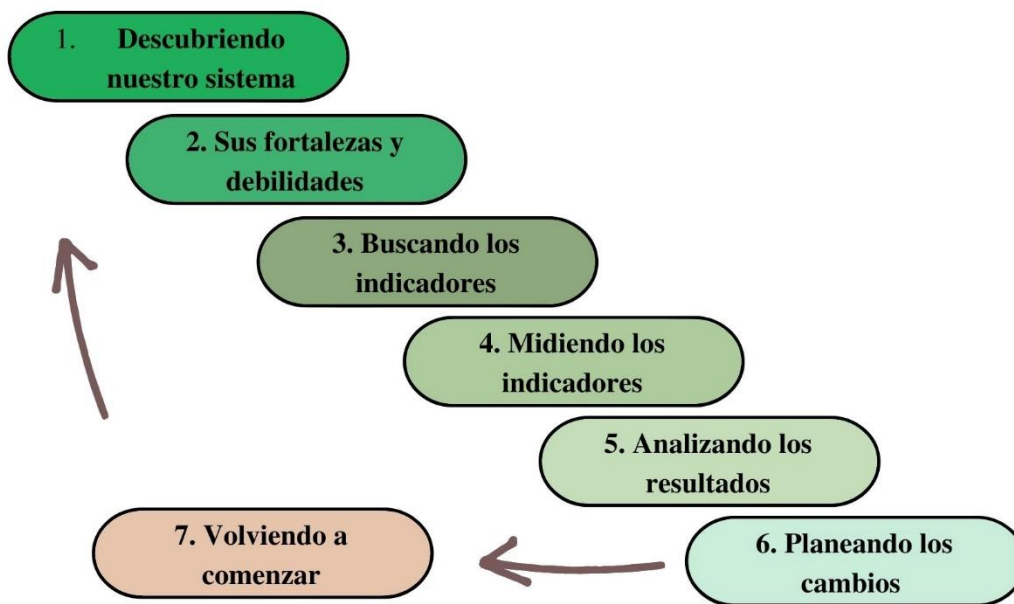 1. Descubriendo
nuestro sistema
2. Sus fortalezas y
debilidades
3. Buscando los
indicadores
4. Midiendo los
indicadores
5. Analizando los
resultados
6. Planeando los
cambios
7. Volviendo a
comenzar